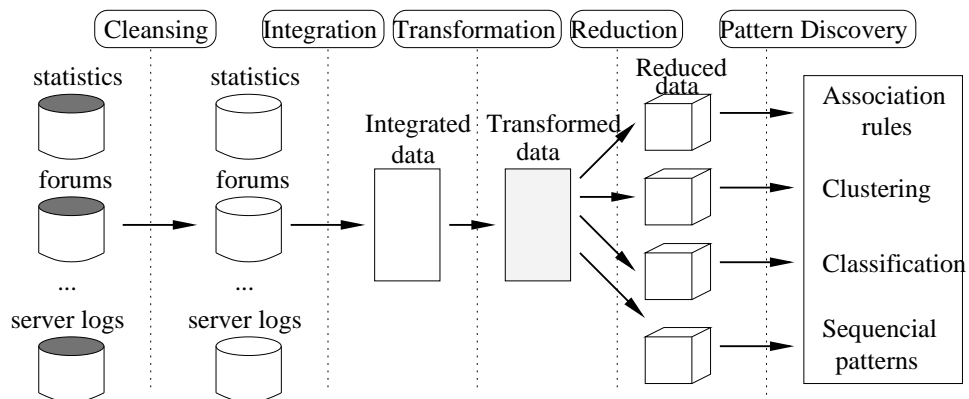 Cleansing
Integration
Transformation
Reduction
Pattern Discovery
statistics
forums
...
server logs
statistics
forums
...
server logs
Integrated
data
Transformed
data
Reduced
data
Association
rules
Clustering
Classification
Sequencial
patterns